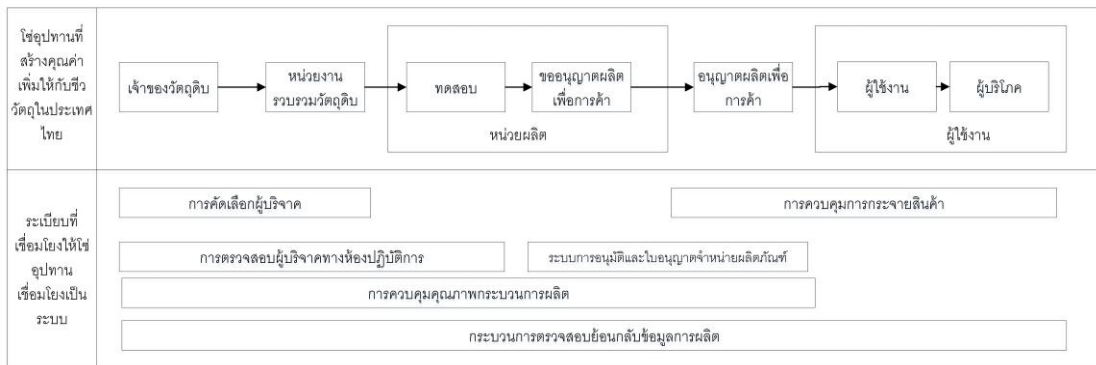 โซ่อุปทานที่
สร้างคุณค่า
เพิ่มให้กับชีว
วัตถุในประเทศ
ไทย
เจ้าของวัตถุดิบ
หน่วยงาน
รวบรวมวัตถุดิบ
ทดสอบ
ขออนุญาตผลิต
เพื่อการค้า
หน่วยผลิต
อนุญาตผลิตเพื่อ
การค้า
ผู้ใช้งาน
ผู้บริโภค
ผู้ใช้งาน
ระเบียบที่
เชื่อมโยงให้โซ่
อุปทาน
เชื่อมโยงเป็น
ระบบ
การคัดเลือกผู้บริจาค
การควบคุมการกระจายสินค้า
การตรวจสอบผู้บริจาคทางห้องปฏิบัติการ
ระบบการอนุมัติและใบอนุญาตจำหน่ายผลิตภัณฑ์
การควบคุมคุณภาพกระบวนการผลิต
กระบวนการตรวจสอบย้อนกลับข้อมูลการผลิต